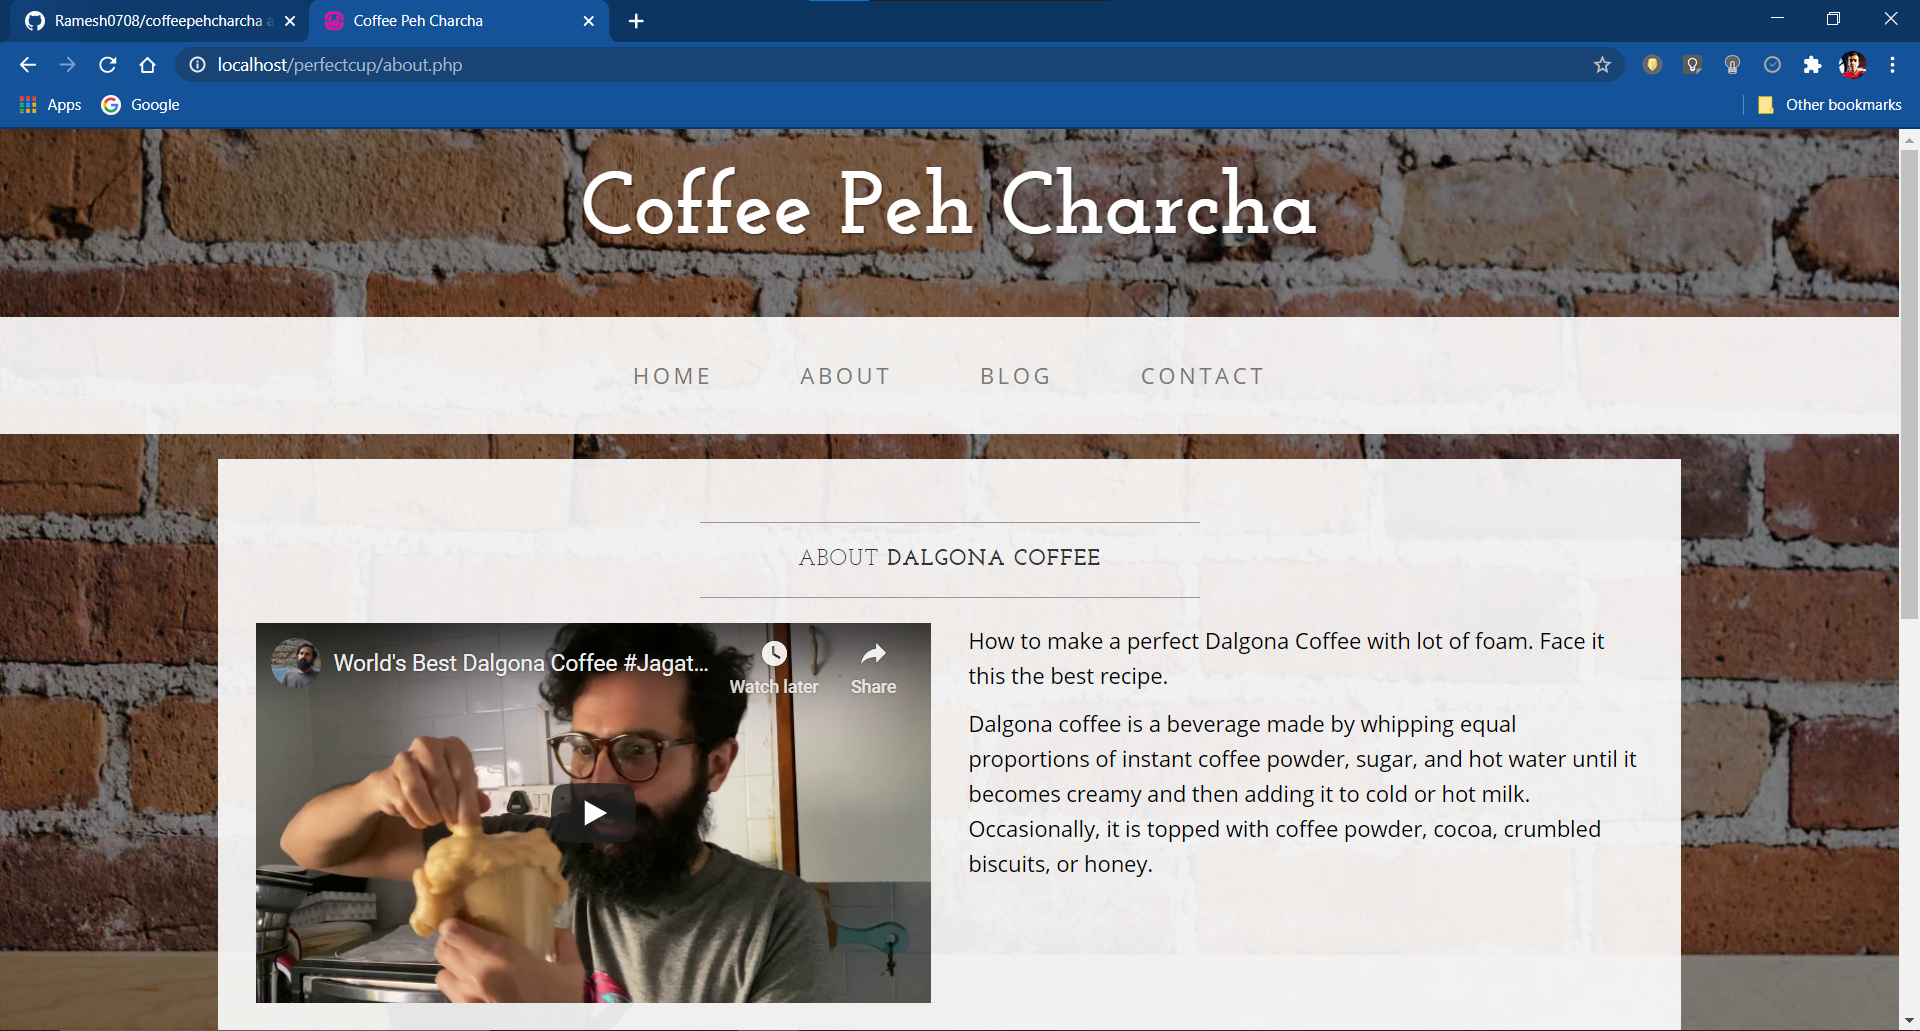 Ramesh0708/coffeepehcharcha a
Coffee Peh Charcha
localhost/perfectcup/about.php
Apps
Google
Other bookmarks
Coffee Peh Charcha
HOME ABOUT BLOG CONTACT
ABOUT DALGONA COFFEE
World's Best Dalgona Coffee #Jagat...
Watch later
Share
How to make a perfect Dalgona Coffee with lot of foam. Face it
this the best recipe.
Dalgona coffee is a beverage made by whipping equal
proportions of instant coffee powder, sugar, and hot water until it
becomes creamy and then adding it to cold or hot milk.
Occasionally, it is topped with coffee powder, cocoa, crumbled
biscuits, or honey.